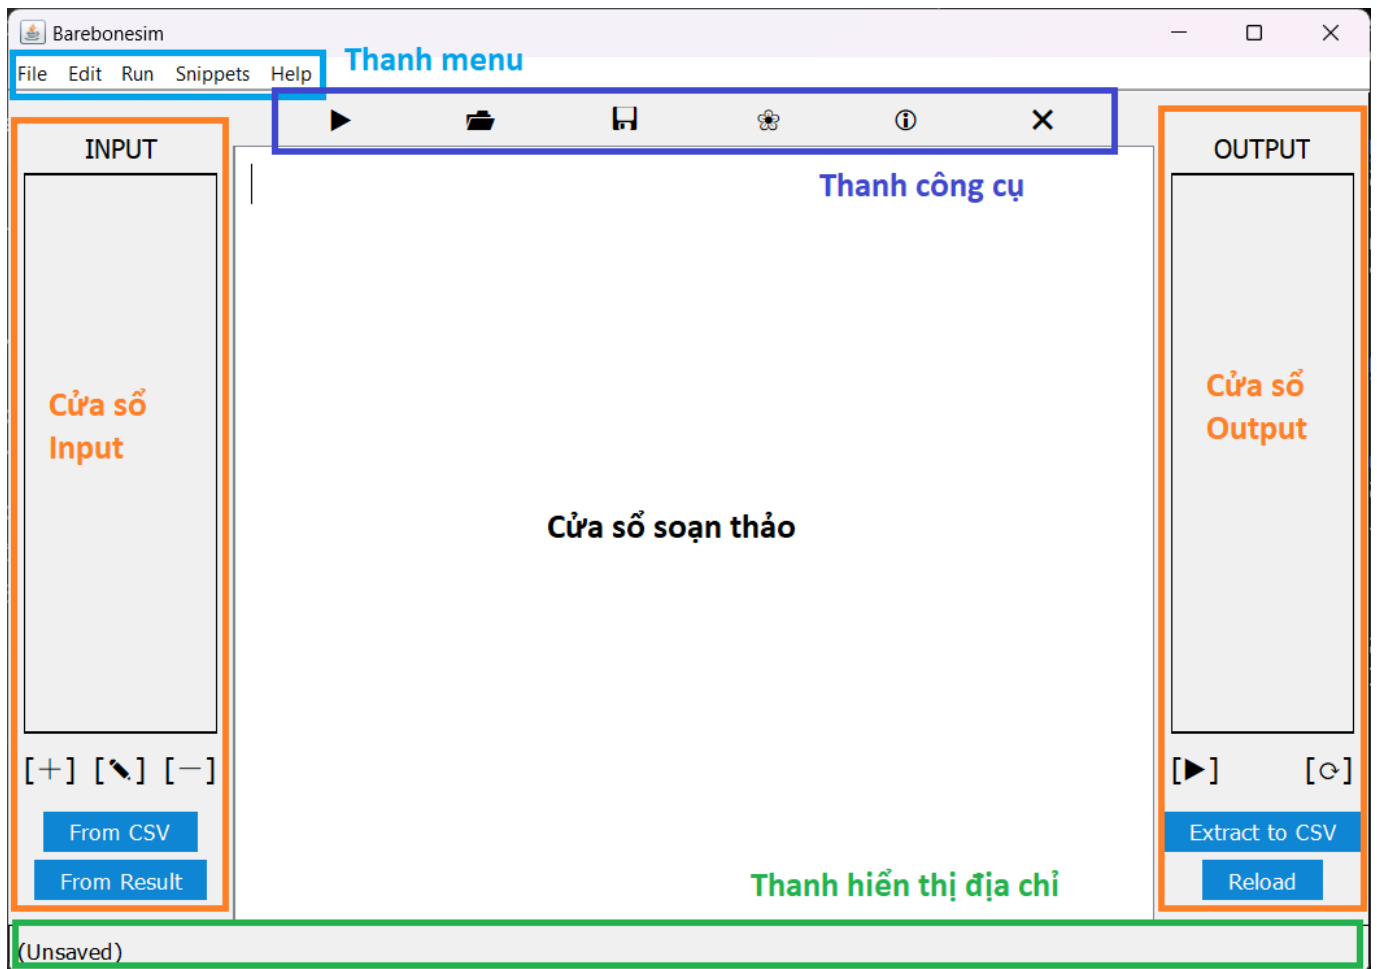 Barebonesim
Thanh menu
File Edit Run Snippets Help
INPUT
OUTPUT
Thanh công cụ
Cửa sổ
Input
Cửa sổ
Output
Cửa sổ soạn thảo
[+] [✎] [−]
[▶] [⟳]
From CSV
Extract to CSV
From Result
Thanh hiển thị địa chỉ
Reload
(Unsaved)